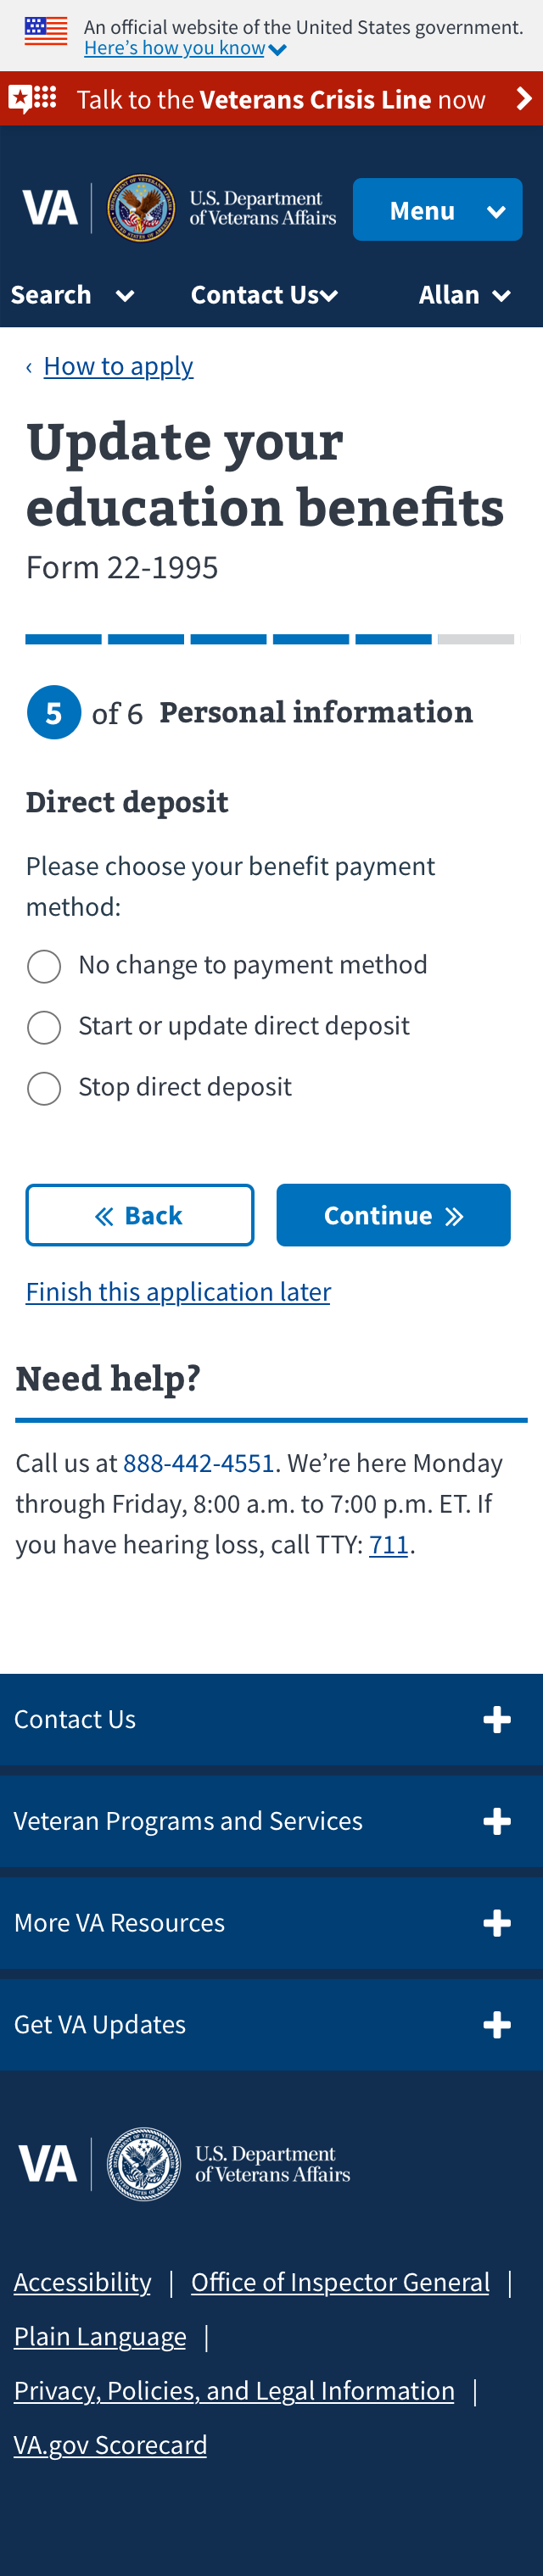 An official website of the United States government.
Here’s how you know
Talk to the Veterans Crisis Line now
VA
U.S. Department
of Veterans Affairs
Menu
Search Contact Us Allan
‹ How to apply
Update your
education benefits
Form 22-1995
5 of 6 Personal information
Direct deposit
Please choose your benefit payment
method:
No change to payment method
Start or update direct deposit
Stop direct deposit
« Back Continue »
Finish this application later
Need help?
Call us at 888-442-4551. We’re here Monday
through Friday, 8:00 a.m. to 7:00 p.m. ET. If
you have hearing loss, call TTY: 711.
Contact Us
Veteran Programs and Services
More VA Resources
Get VA Updates
VA
U.S. Department
of Veterans Affairs
Accessibility | Office of Inspector General |
Plain Language |
Privacy, Policies, and Legal Information |
VA.gov Scorecard